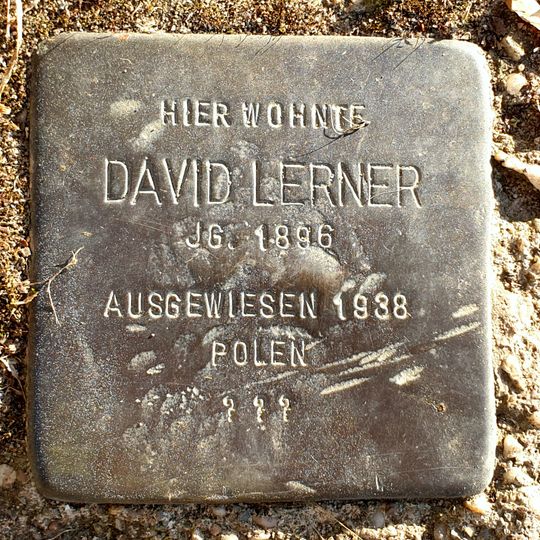 HIER WOHNTE
DAVID LERNER
JG. 1896
AUSGEWIESEN 1938
POLEN
???